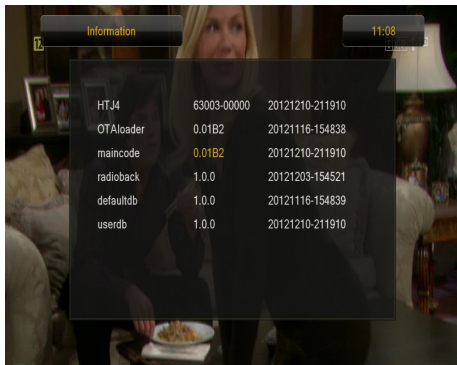 Information
11:08
12
HTJ4 63003-00000 20121210-211910
OTAloader 0.01B2 20121116-154838
maincode 0.01B2 20121210-211910
radioback 1.0.0 20121203-154521
defaultdb 1.0.0 20121116-154839
userdb 1.0.0 20121210-211910